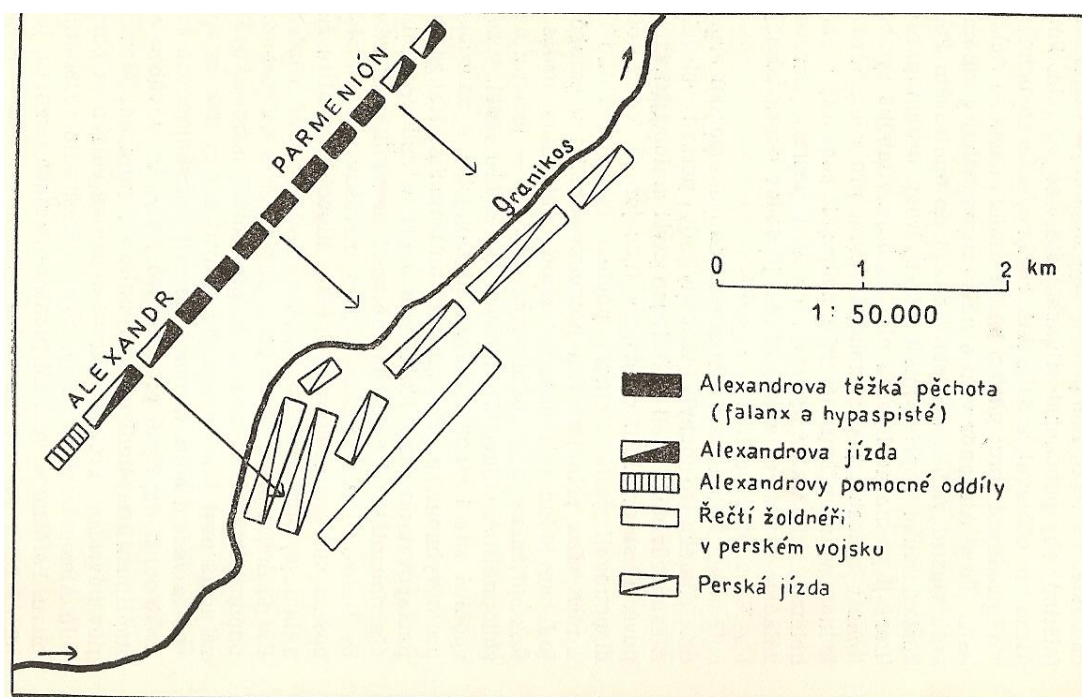 PARMENIÓN
ALEXANDR
granikos
0 1 2 km
1: 50.000
Alexandrova těžká pěchota
(falanx a hypaspisté)
Alexandrova jízda
Alexandrovy pomocné oddíly
Řečtí žoldnéři
v perském vojsku
Perská jízda